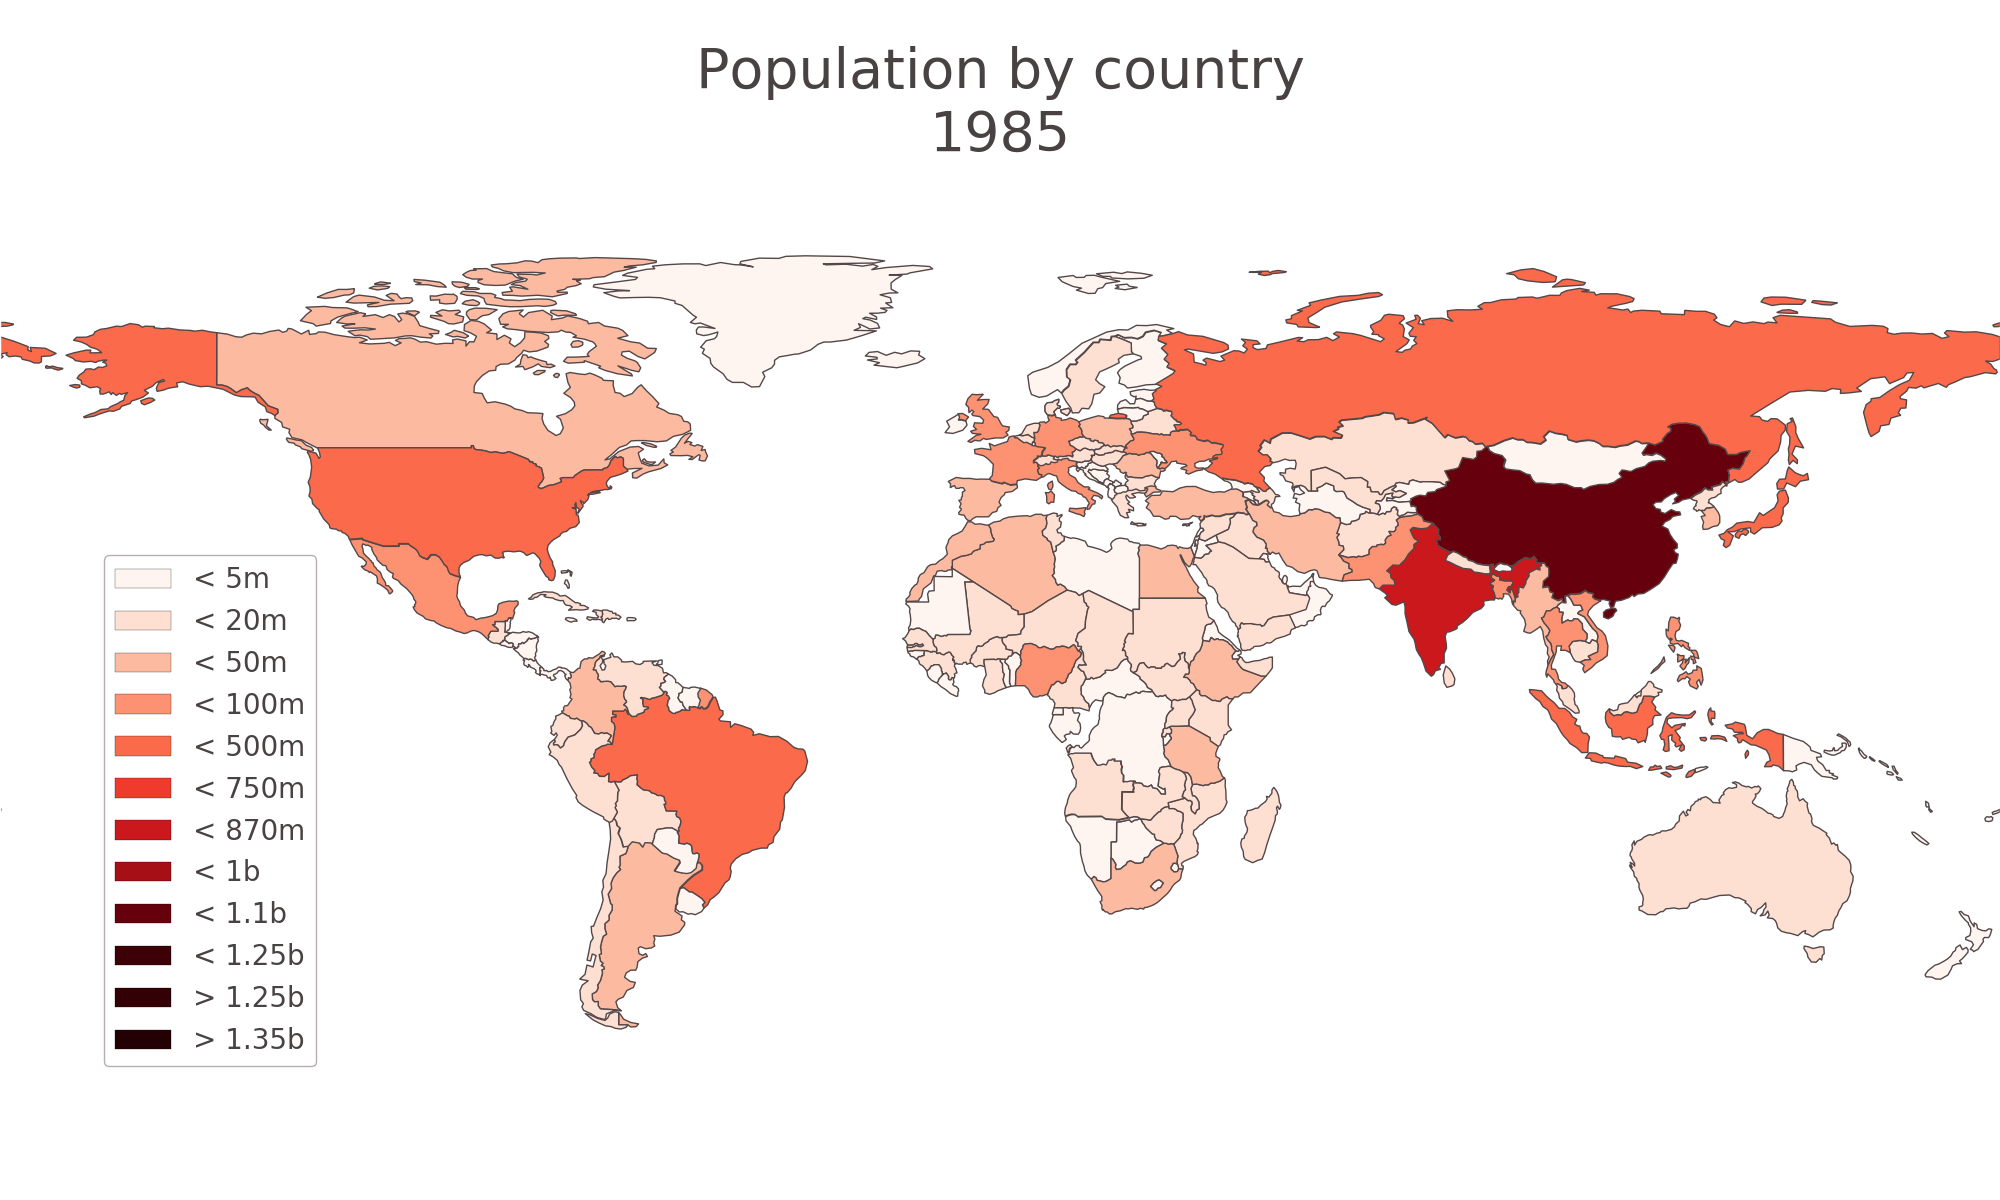 Population by country
1985
< 5m
< 20m
< 50m
< 100m
< 500m
< 750m
< 870m
< 1b
< 1.1b
< 1.25b
> 1.25b
> 1.35b